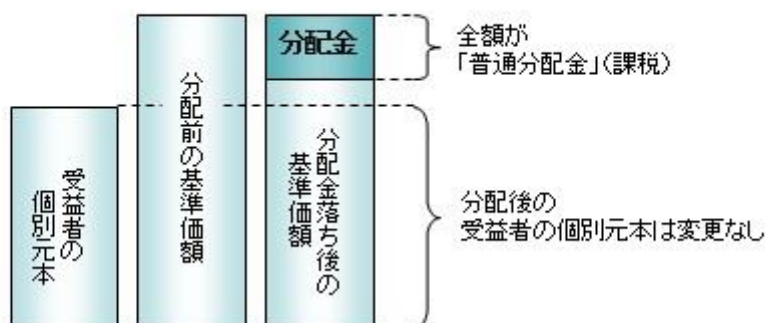 受益者の
個別元本
分配前の基準価額
分配金
分配金落ち後の
基準価額
全額が
「普通分配金」(課税)
分配後の
受益者の個別元本は変更なし